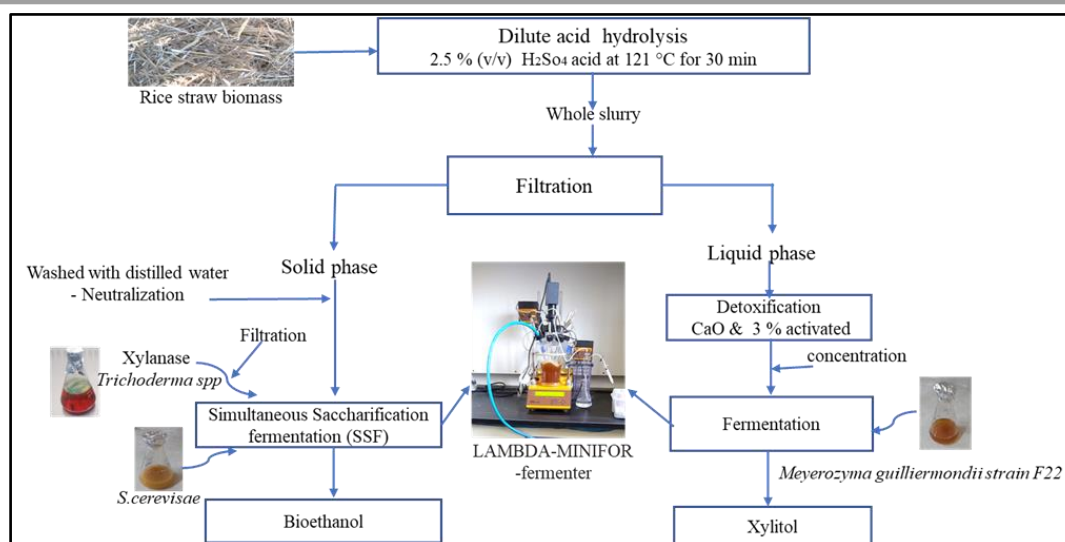 Dilute acid hydrolysis
2.5 % (v/v) H₂So₄ acid at 121 °C for 30 min
Rice straw biomass
Whole slurry
Filtration
Solid phase
Liquid phase
Washed with distilled water
- Neutralization
Detoxification
CaO & 3 % activated
Filtration
concentration
Xylanase
Trichoderma spp
Simultaneous Saccharification
fermentation (SSF)
Fermentation
LAMBDA-MINIFOR
-fermenter
S.cerevisae
Meyerozyma guilliermondii strain F22
Bioethanol
Xylitol